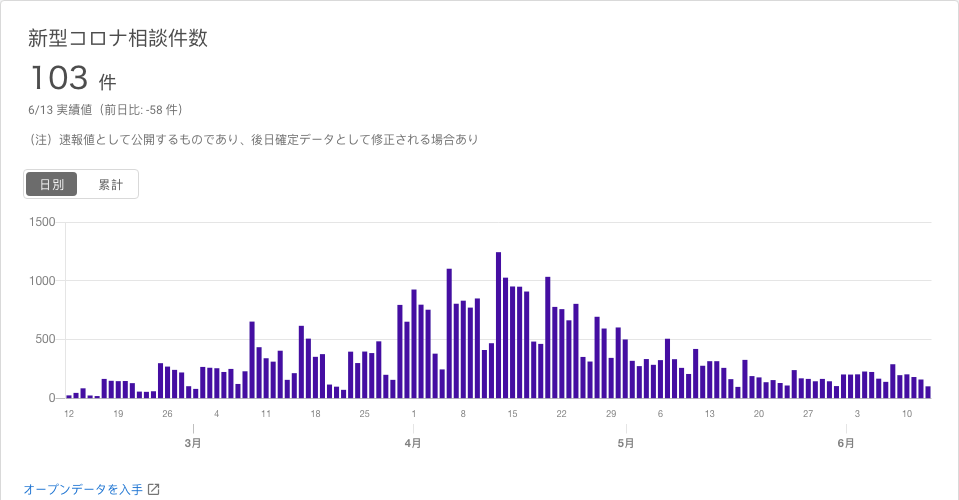 新型コロナ相談件数
103 件
6/13 実績値（前日比: -58 件）
（注）速報値として公開するものであり、後日確定データとして修正される場合あり
日別 累計
1500
1000
500
0
12 19 26 4 11 18 25 1 8 15 22 29 6 13 20 27 3 10
3月 4月 5月 6月
オープンデータを入手